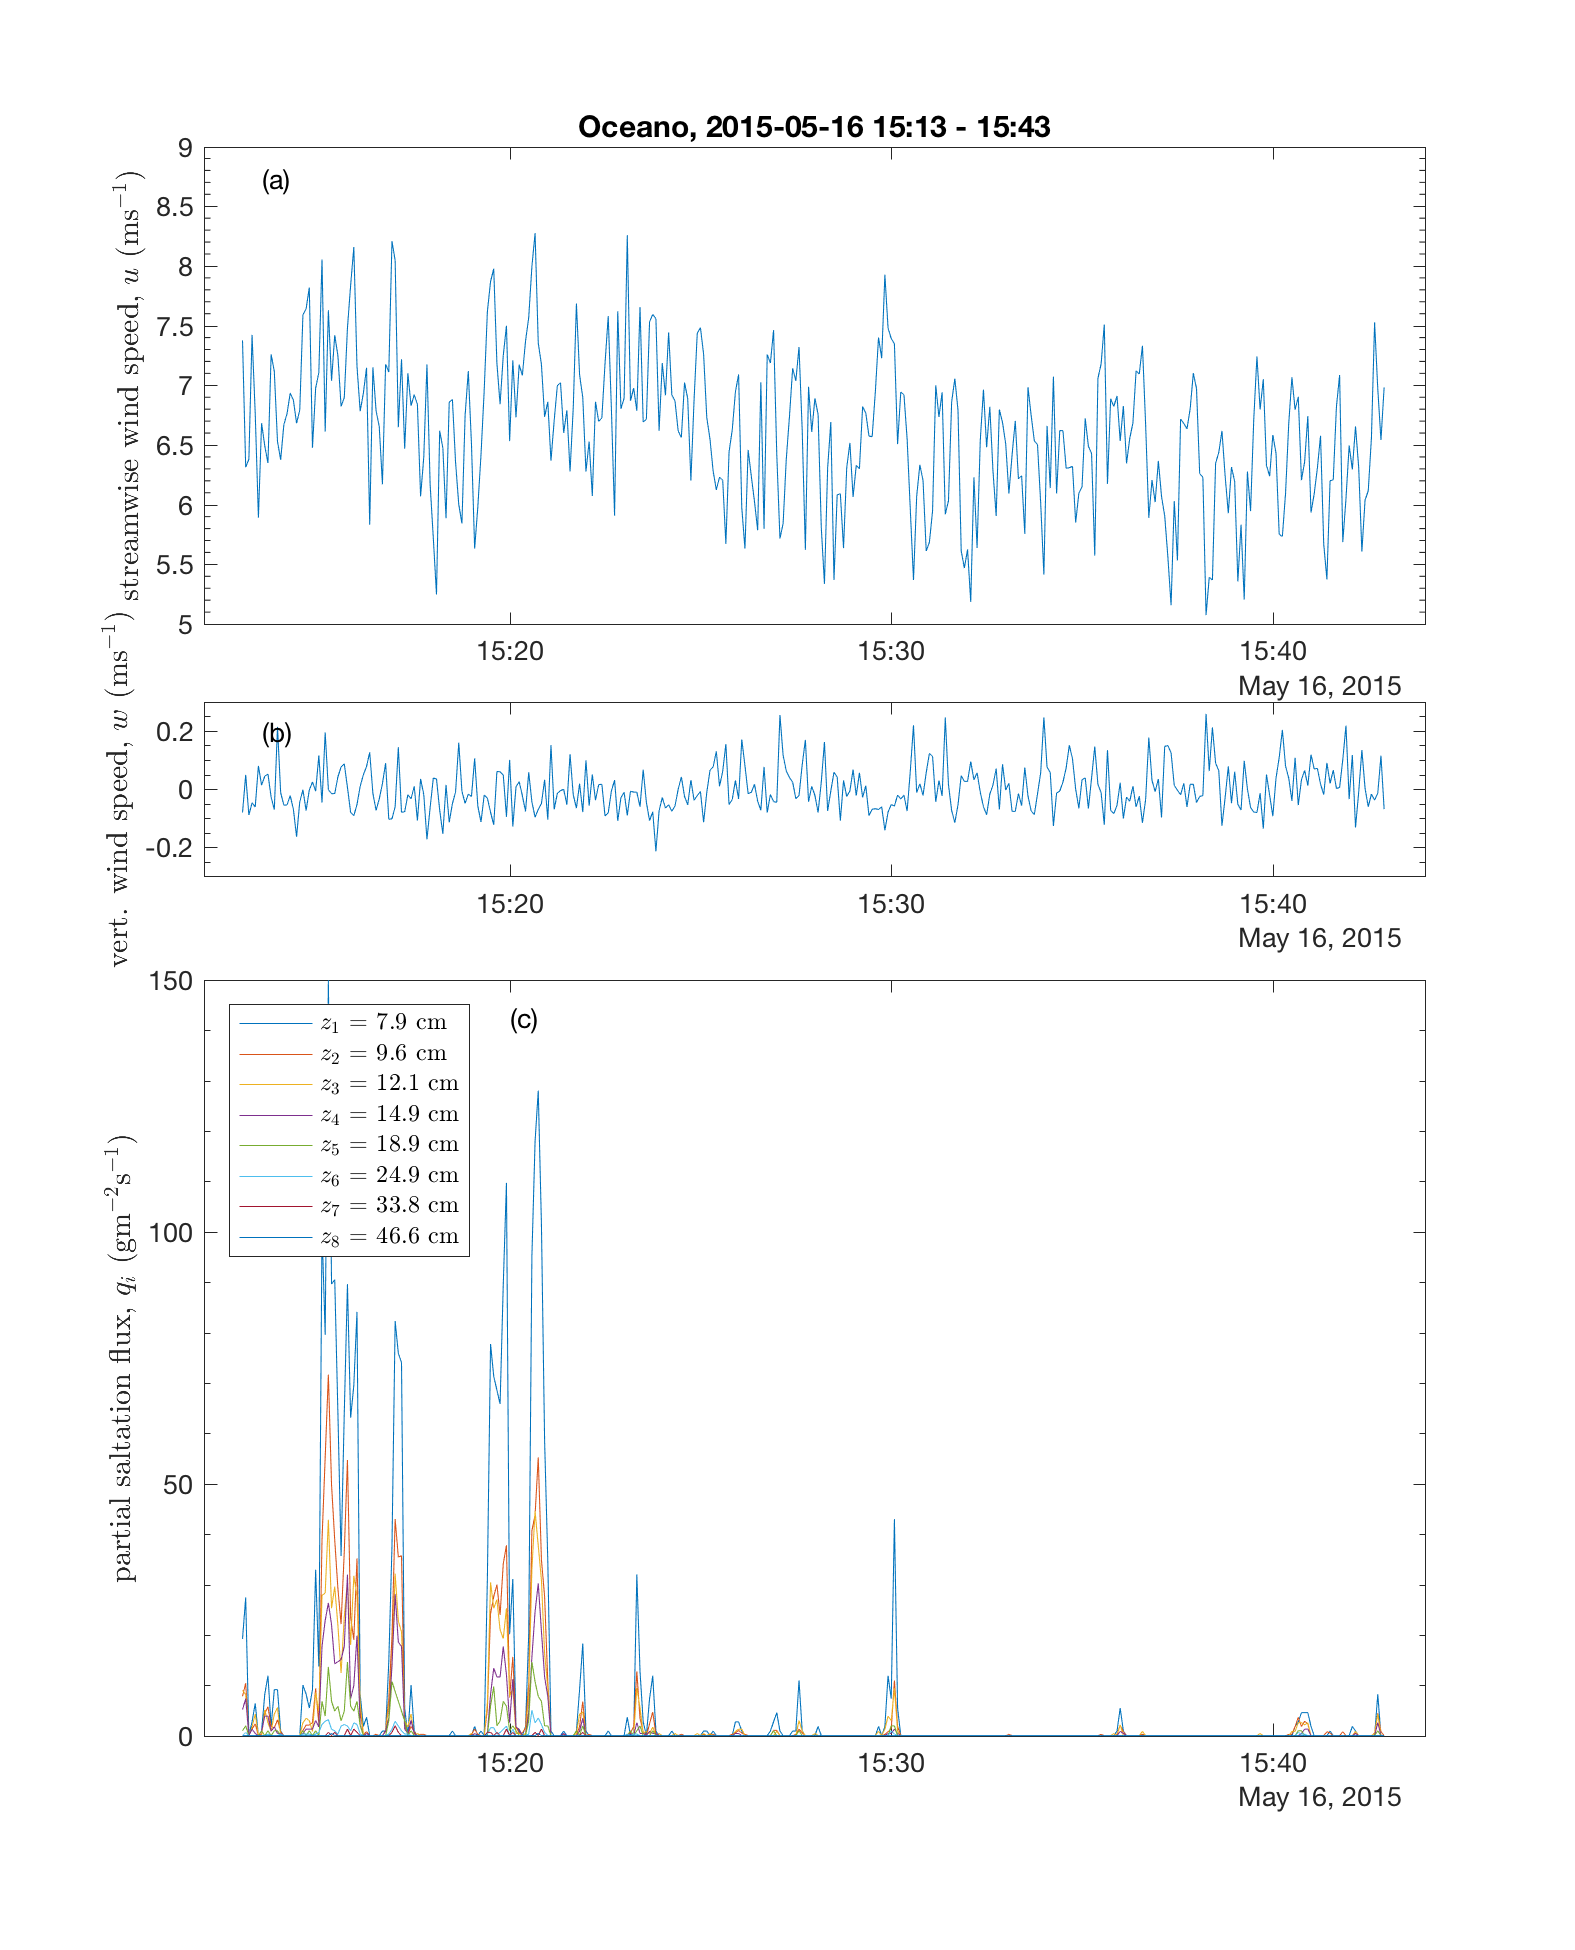 Oceano, 2015-05-16 15:13 - 15:43
streamwise wind speed, u (ms⁻¹)
(a)
9
8.5
8
7.5
7
6.5
6
5.5
5
15:20 15:30 15:40
May 16, 2015
vert. wind speed, w (ms⁻¹)
(b)
0.2
0
-0.2
15:20 15:30 15:40
May 16, 2015
partial saltation flux, qᵢ (gm⁻²s⁻¹)
(c)
150
100
50
0
z₁ = 7.9 cm
z₂ = 9.6 cm
z₃ = 12.1 cm
z₄ = 14.9 cm
z₅ = 18.9 cm
z₆ = 24.9 cm
z₇ = 33.8 cm
z₈ = 46.6 cm
15:20 15:30 15:40
May 16, 2015